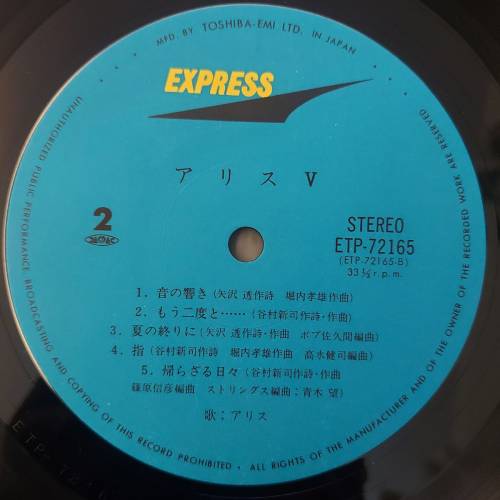 MFD. BY TOSHIBA-EMI LTD. IN JAPAN
EXPRESS
アリス V
2
STEREO
ETP-72165
(ETP-72165-B)
33⅓ r.p.m.
1. 音の響き (矢沢 透作詩 堀内孝雄作曲)
2. もう二度と…… (谷村新司作詩・作曲)
3. 夏の終りに (矢沢 透作詩・作曲 ボブ佐久間編曲)
4. 指 (谷村新司作詩 堀内孝雄作曲 高水健司編曲)
5. 帰らざる日々 (谷村新司作詩・作曲
篠原信彦編曲 ストリングス編曲；青木 望)
歌；アリス
UNAUTHORIZED PUBLIC PERFORMANCE, BROADCASTING AND COPYING OF THIS RECORD PROHIBITED • ALL RIGHTS OF THE MANUFACTURER AND OF THE OWNER OF THE RECORDED WORK ARE RESERVED